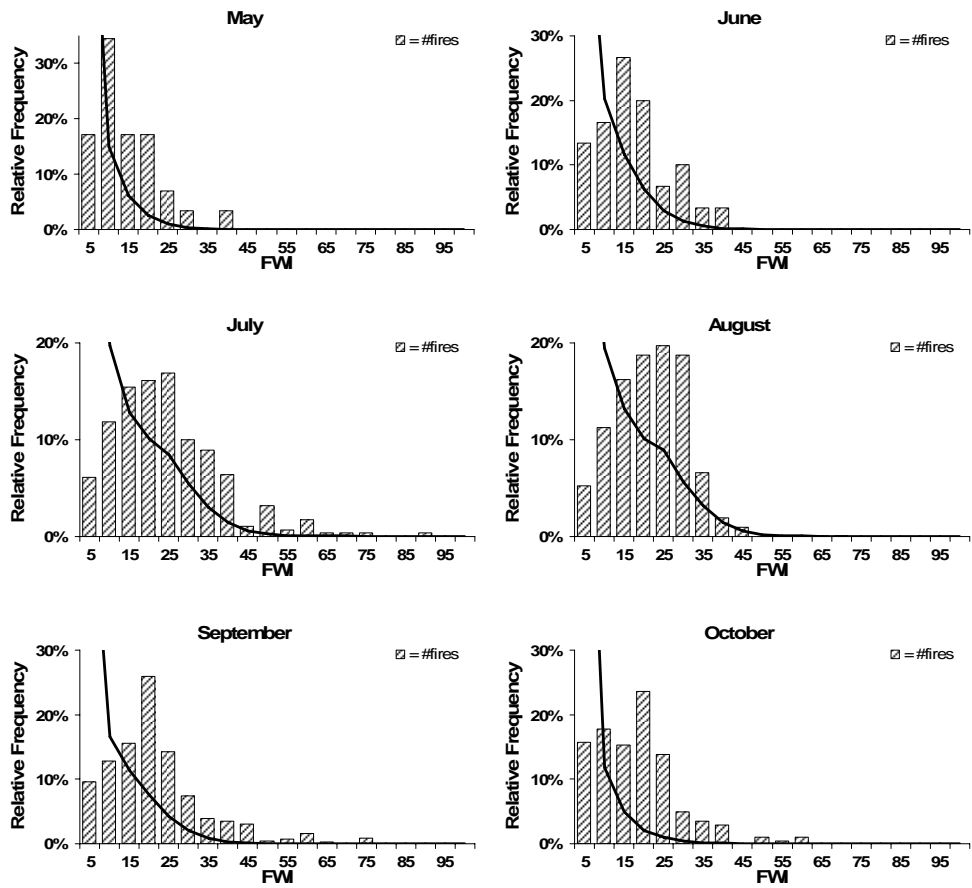 May
= #fires
Relative Frequency
30%
20%
10%
0%
5 15 25 35 45 55 65 75 85 95
FWI
June
= #fires
Relative Frequency
30%
20%
10%
0%
5 15 25 35 45 55 65 75 85 95
FWI
July
= #fires
Relative Frequency
20%
10%
0%
5 15 25 35 45 55 65 75 85 95
FWI
August
= #fires
Relative Frequency
20%
10%
0%
5 15 25 35 45 55 65 75 85 95
FWI
September
= #fires
Relative Frequency
30%
20%
10%
0%
5 15 25 35 45 55 65 75 85 95
FWI
October
= #fires
Relative Frequency
30%
20%
10%
0%
5 15 25 35 45 55 65 75 85 95
FWI